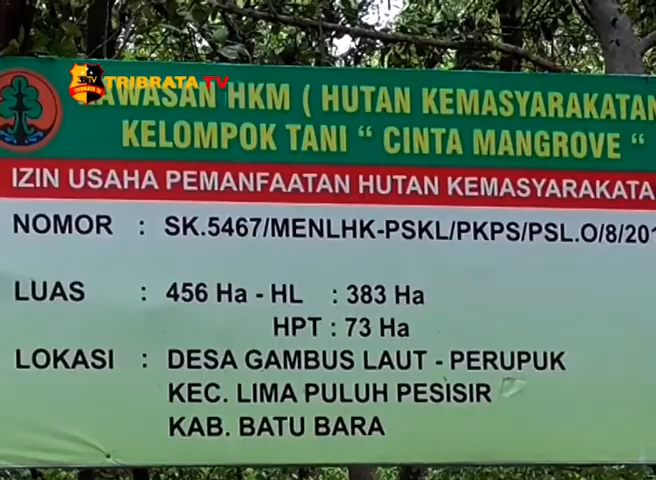 TRIBRATA TV
KAWASAN HKM ( HUTAN KEMASYARAKATAN
KELOMPOK TANI " CINTA MANGROVE "
IZIN USAHA PEMANFAATAN HUTAN KEMASYARAKATA
NOMOR : SK.5467/MENLHK-PSKL/PKPS/PSL.O/8/201
LUAS : 456 Ha - HL : 383 Ha
HPT : 73 Ha
LOKASI : DESA GAMBUS LAUT - PERUPUK
KEC. LIMA PULUH PESISIR
KAB. BATU BARA